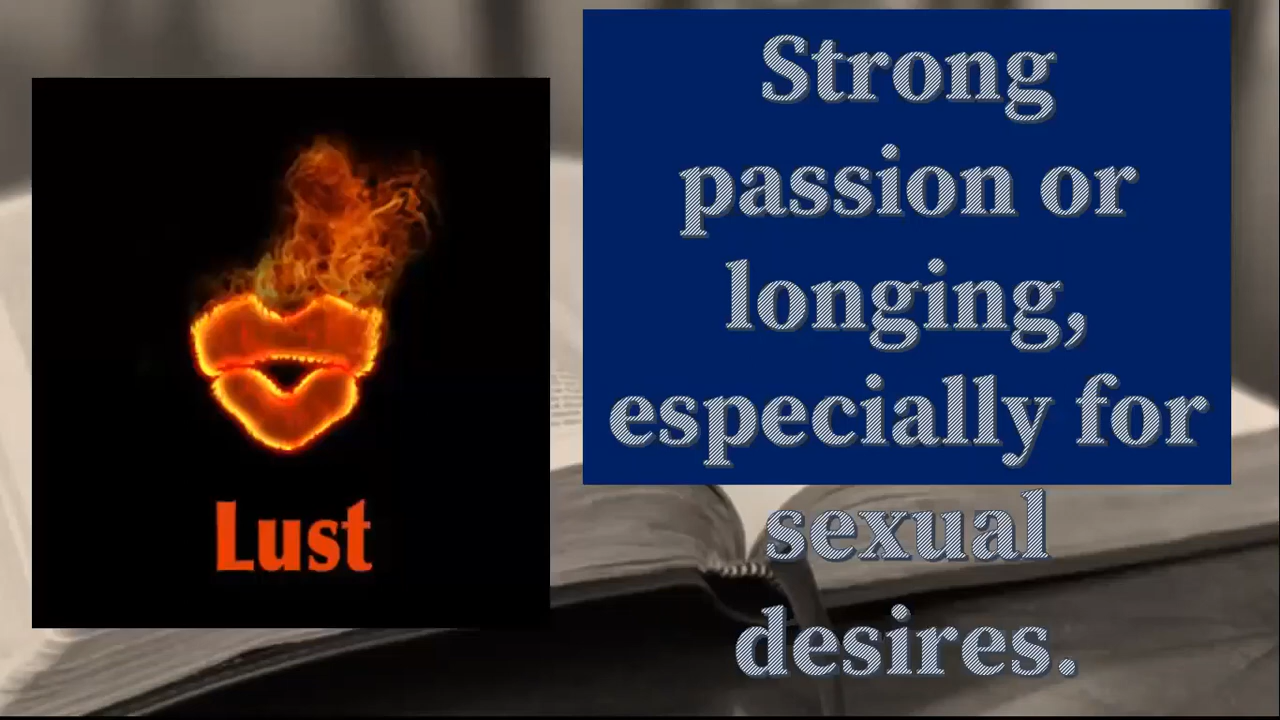 Strong
passion or
longing,
especially for
sexual
desires.
Lust